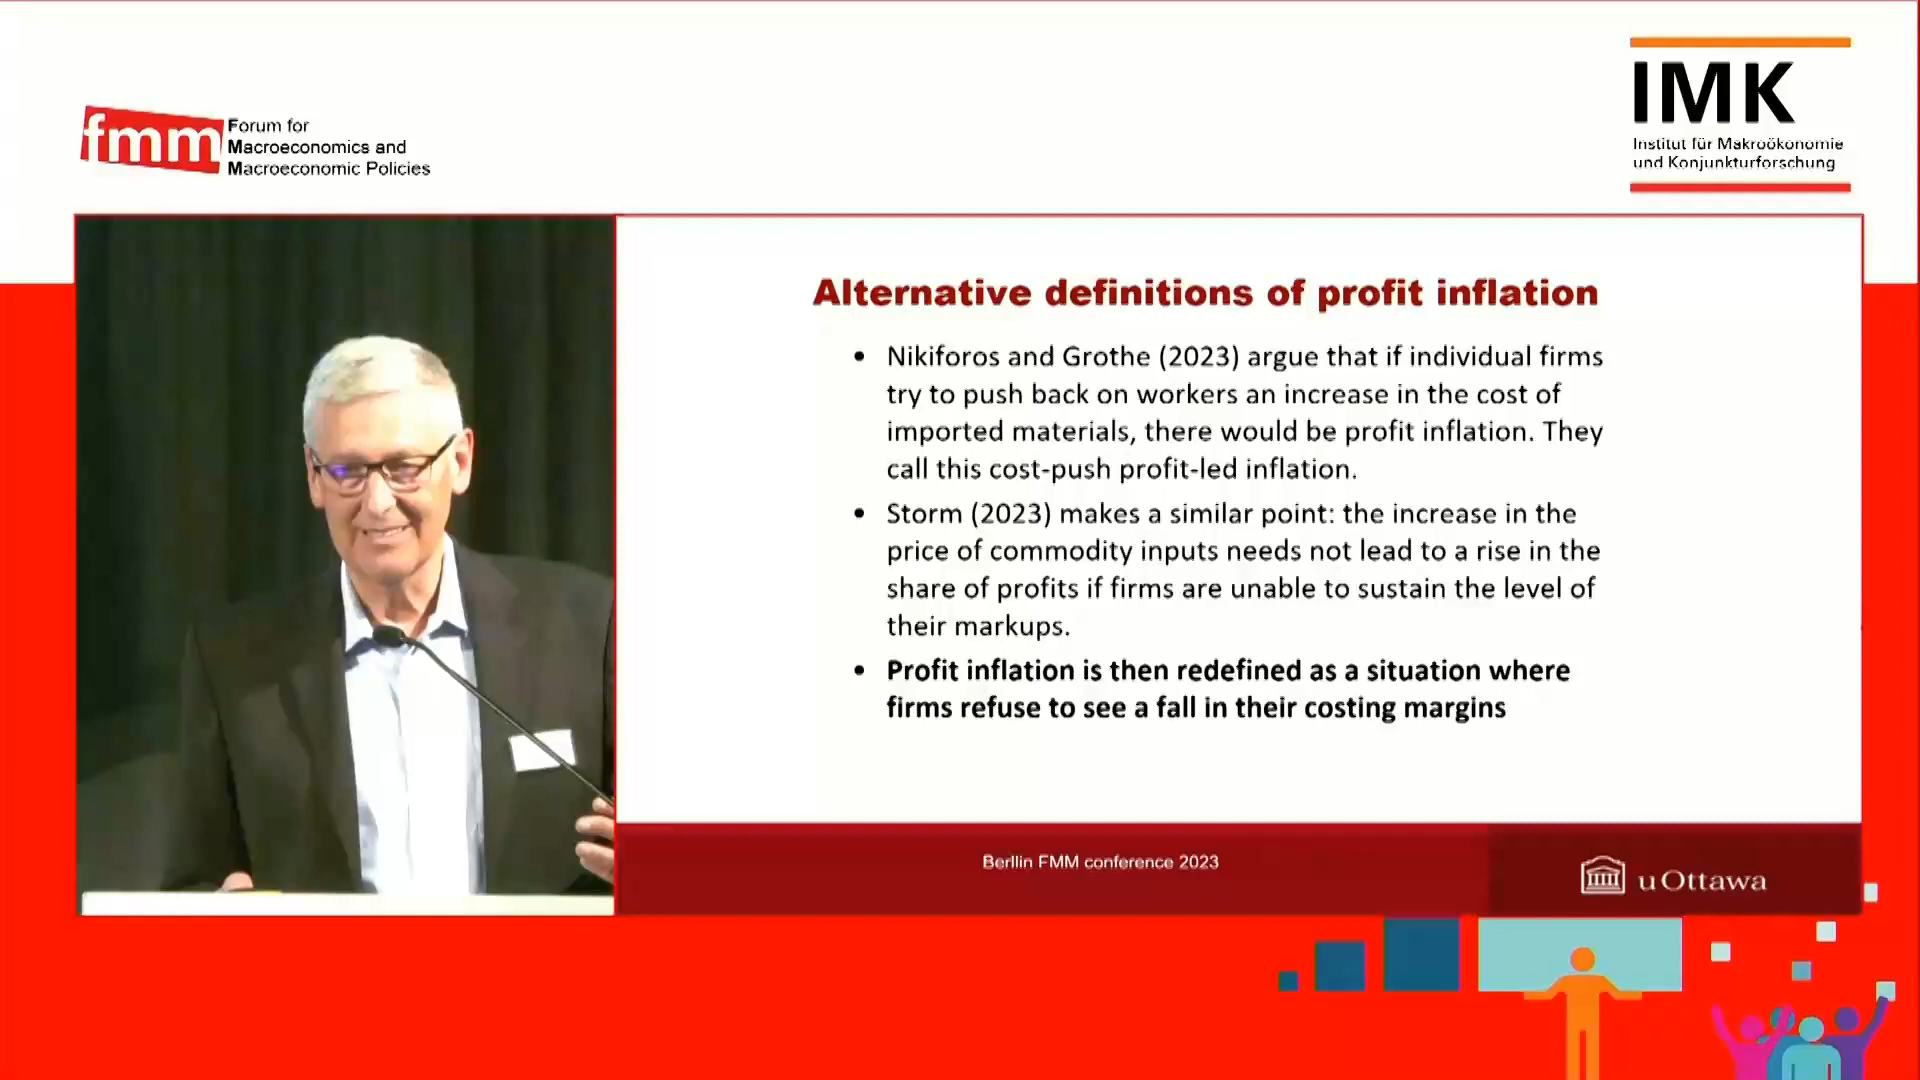 fmm
Forum for
Macroeconomics and
Macroeconomic Policies
IMK
Institut für Makroökonomie
und Konjunkturforschung
Alternative definitions of profit inflation
• Nikiforos and Grothe (2023) argue that if individual firms
try to push back on workers an increase in the cost of
imported materials, there would be profit inflation. They
call this cost-push profit-led inflation.
• Storm (2023) makes a similar point: the increase in the
price of commodity inputs needs not lead to a rise in the
share of profits if firms are unable to sustain the level of
their markups.
• Profit inflation is then redefined as a situation where
firms refuse to see a fall in their costing margins
Berllin FMM conference 2023
uOttawa